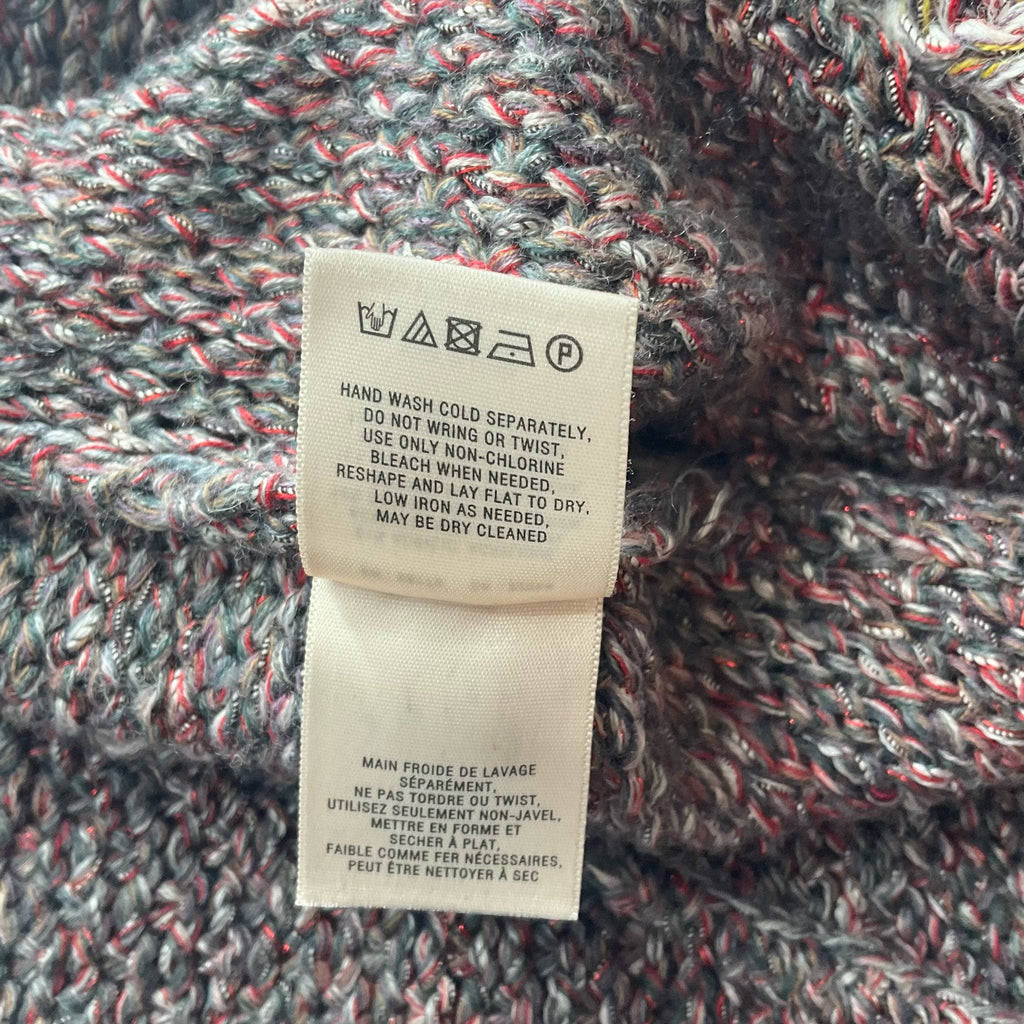 P
HAND WASH COLD SEPARATELY,
DO NOT WRING OR TWIST,
USE ONLY NON-CHLORINE
BLEACH WHEN NEEDED,
RESHAPE AND LAY FLAT TO DRY,
LOW IRON AS NEEDED,
MAY BE DRY CLEANED
MAIN FROIDE DE LAVAGE
SÉPARÉMENT,
NE PAS TORDRE OU TWIST,
UTILISEZ SEULEMENT NON-JAVEL,
METTRE EN FORME ET
SECHER À PLAT,
FAIBLE COMME FER NÉCESSAIRES,
PEUT ÊTRE NETTOYER À SEC